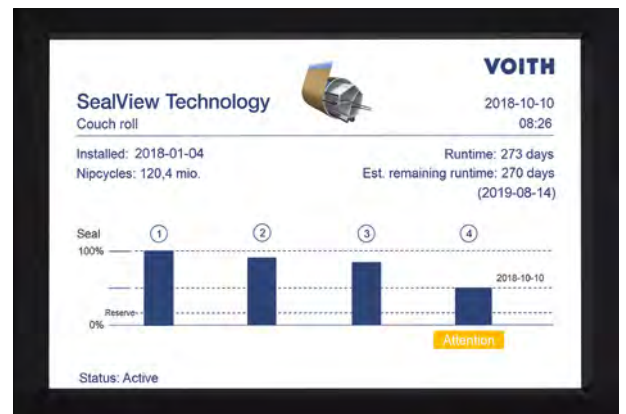 VOITH
SealView Technology
2018-10-10
Couch roll
08:26
Installed: 2018-01-04
Runtime: 273 days
Nipcycles: 120,4 mio.
Est. remaining runtime: 270 days
(2019-08-14)
Seal
1
2
3
4
100%
2018-10-10
Reserve
0%
Attention
Status: Active